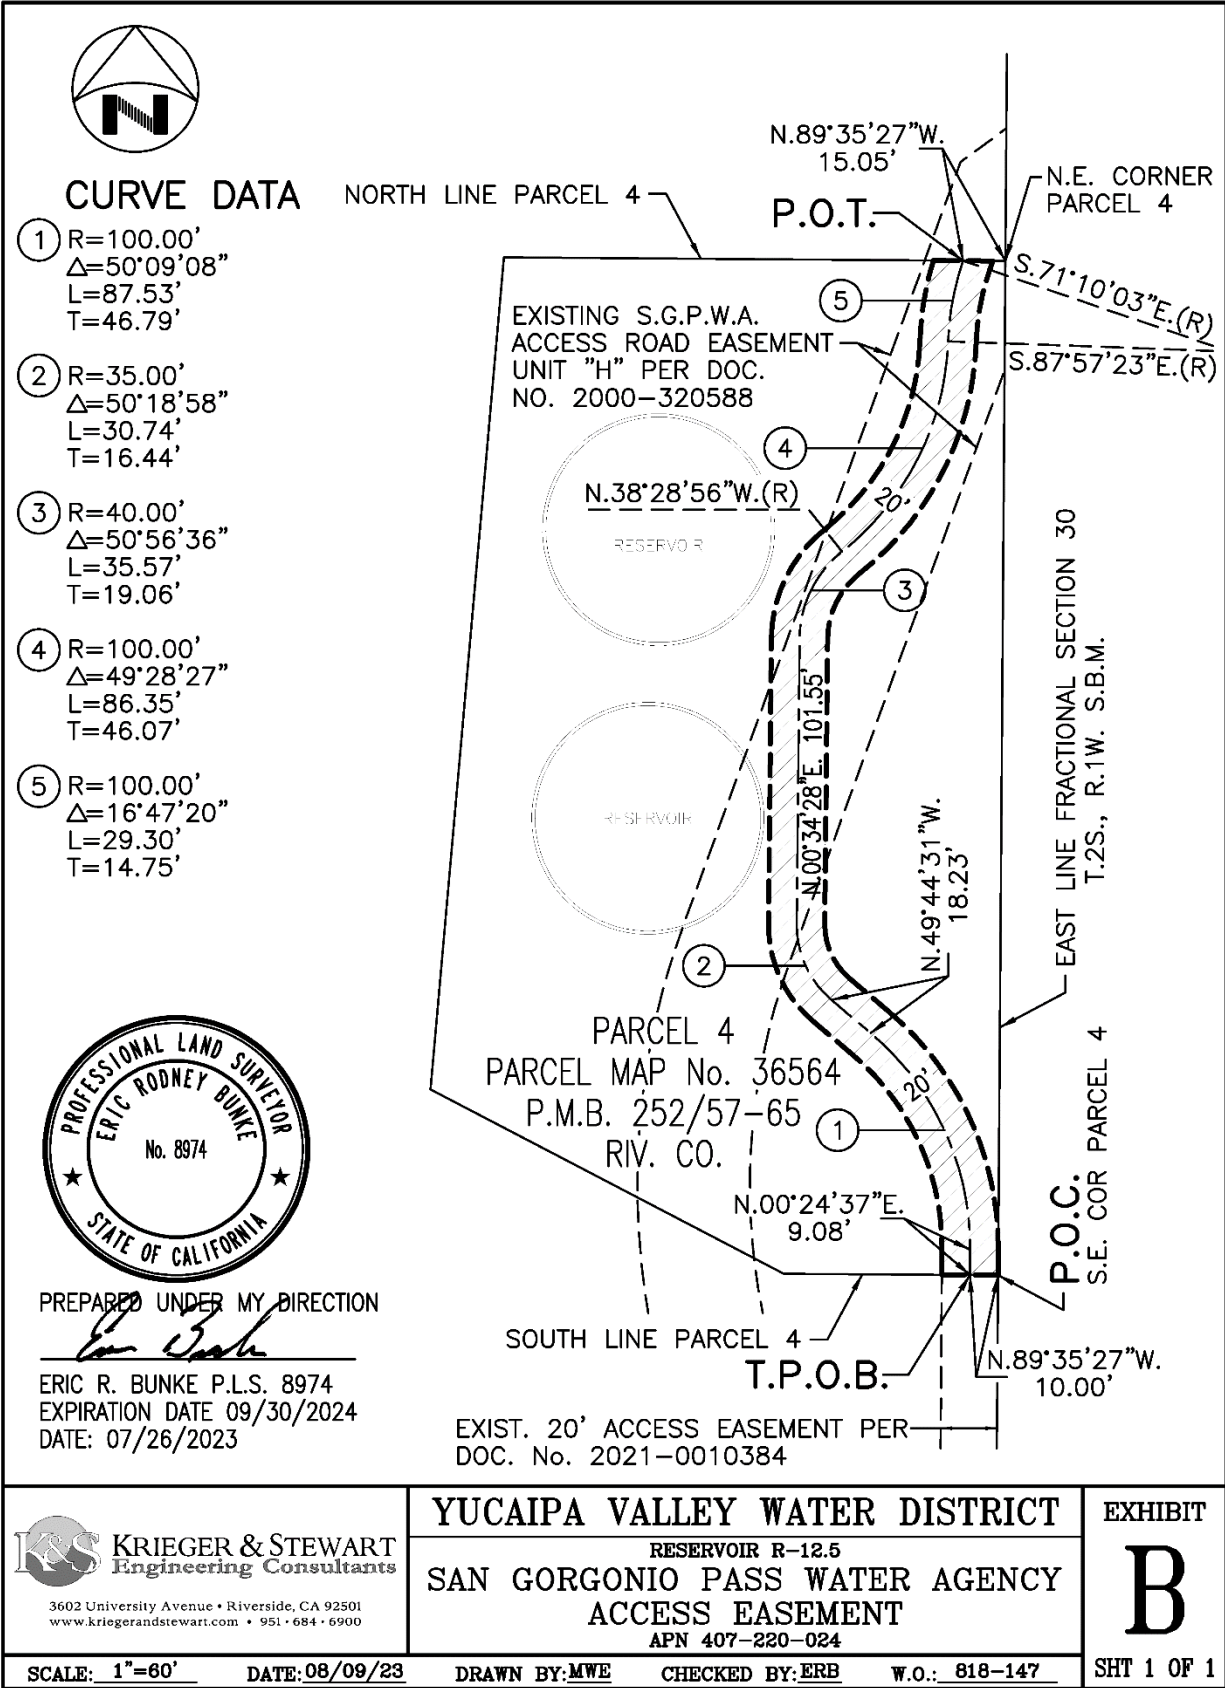 N
CURVE DATA
1 R=100.00'
Δ=50°09'08"
L=87.53'
T=46.79'
2 R=35.00'
Δ=50°18'58"
L=30.74'
T=16.44'
3 R=40.00'
Δ=50°56'36"
L=35.57'
T=19.06'
4 R=100.00'
Δ=49°28'27"
L=86.35'
T=46.07'
5 R=100.00'
Δ=16°47'20"
L=29.30'
T=14.75'
N.89°35'27"W.
15.05'
NORTH LINE PARCEL 4
P.O.T.
N.E. CORNER
PARCEL 4
S.71°10'03"E.(R)
S.87°57'23"E.(R)
5
EXISTING S.G.P.W.A.
ACCESS ROAD EASEMENT
UNIT "H" PER DOC.
NO. 2000-320588
4
N.38°28'56"W.(R)
20'
RESERVOIR
3
N.00°34'28"E. 101.55'
RESERVOIR
EAST LINE FRACTIONAL SECTION 30
T.2S., R.1W. S.B.M.
N.49°44'31"W.
18.23'
2
PARCEL 4
PARCEL MAP No. 36564
P.M.B. 252/57-65
RIV. CO.
20'
1
N.00°24'37"E.
9.08'
P.O.C.
S.E. COR PARCEL 4
SOUTH LINE PARCEL 4
T.P.O.B.
N.89°35'27"W.
10.00'
EXIST. 20' ACCESS EASEMENT PER
DOC. No. 2021-0010384
PROFESSIONAL LAND SURVEYOR
ERIC RODNEY BUNKE
No. 8974
STATE OF CALIFORNIA
PREPARED UNDER MY DIRECTION
ERIC R. BUNKE P.L.S. 8974
EXPIRATION DATE 09/30/2024
DATE: 07/26/2023
K&S
KRIEGER & STEWART
Engineering Consultants
3602 University Avenue • Riverside, CA 92501
www.kriegerandstewart.com • 951 • 684 • 6900
YUCAIPA VALLEY WATER DISTRICT
RESERVOIR R-12.5
SAN GORGONIO PASS WATER AGENCY
ACCESS EASEMENT
APN 407-220-024
EXHIBIT
B
SHT 1 OF 1
SCALE: 1"=60' DATE: 08/09/23 DRAWN BY: MWE CHECKED BY: ERB W.O.: 818-147